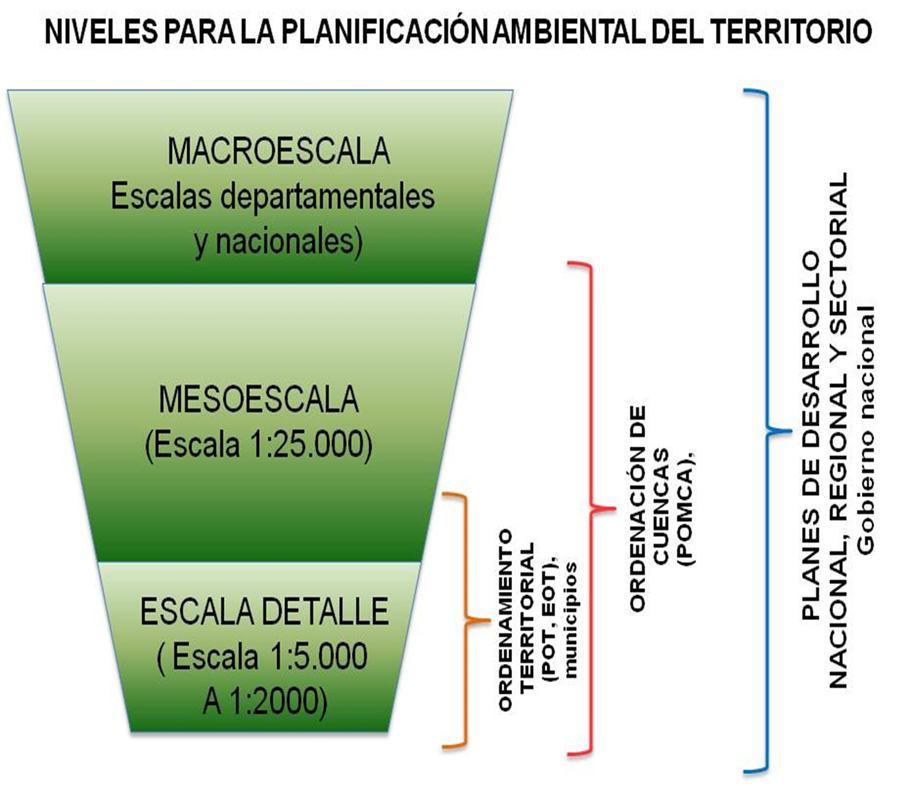 NIVELES PARA LA PLANIFICACIÓN AMBIENTAL DEL TERRITORIO
MACROESCALA
Escalas departamentales
y nacionales)
MESOESCALA
(Escala 1:25.000)
ESCALA DETALLE
( Escala 1:5.000
A 1:2000)
ORDENAMIENTO
TERRITORIAL
(POT, EOT),
municipios
ORDENACIÓN DE
CUENCAS
(POMCA),
PLANES DE DESARROLLO
NACIONAL, REGIONAL Y SECTORIAL
Gobierno nacional